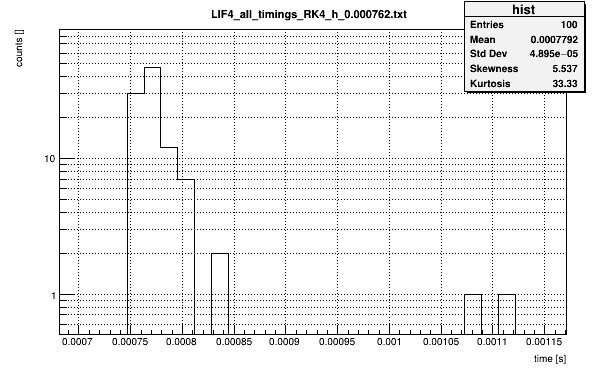 LIF4_all_timings_RK4_h_0.000762.txt
hist
Entries 100
Mean 0.0007792
Std Dev 4.895e−05
Skewness 5.537
Kurtosis 33.33
counts []
10
1
0.0007 0.00075 0.0008 0.00085 0.0009 0.00095 0.001 0.00105 0.0011 0.00115
time [s]